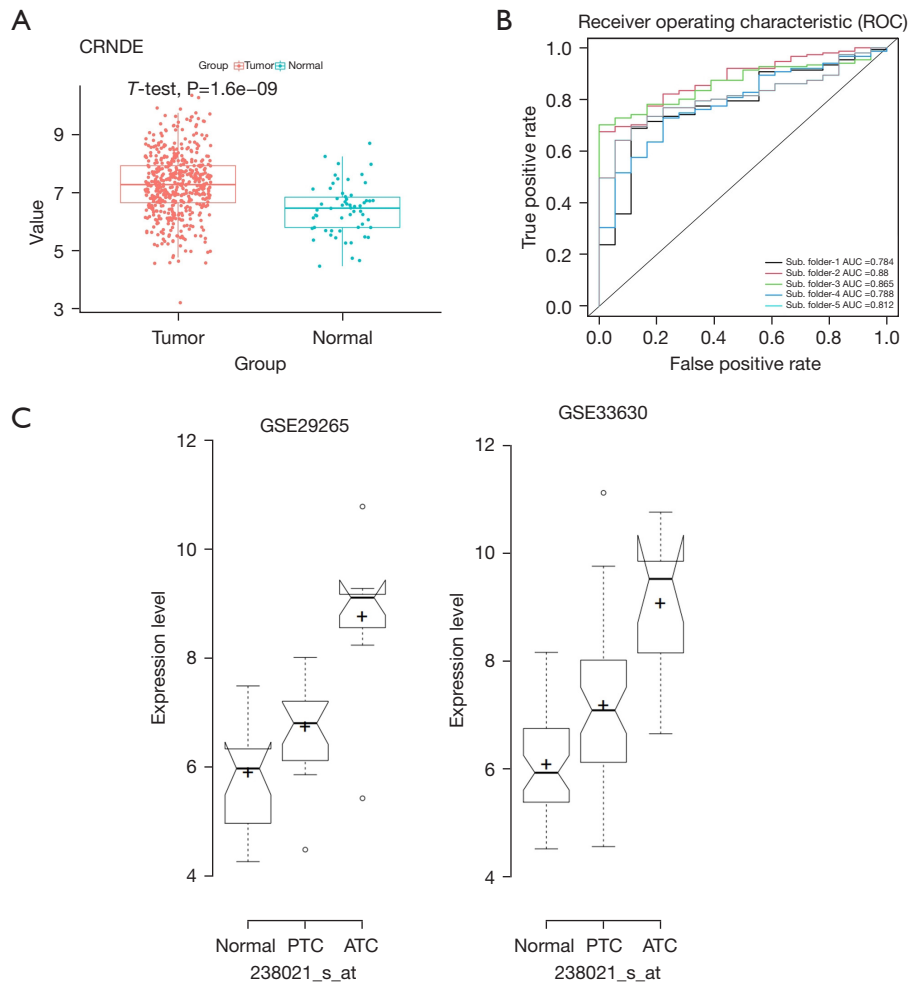 A
CRNDE
Group Tumor Normal
T-test, P=1.6e−09
Value
9
7
5
3
Tumor Normal
Group
B
Receiver operating characteristic (ROC)
True positive rate
1.0
0.8
0.6
0.4
0.2
0.0
Sub. folder-1 AUC =0.784
Sub. folder-2 AUC =0.88
Sub. folder-3 AUC =0.865
Sub. folder-4 AUC =0.788
Sub. folder-5 AUC =0.812
0.0 0.2 0.4 0.6 0.8 1.0
False positive rate
C
GSE29265
Expression level
12
10
8
6
4
Normal PTC ATC
238021_s_at
GSE33630
Expression level
12
10
8
6
4
Normal PTC ATC
238021_s_at